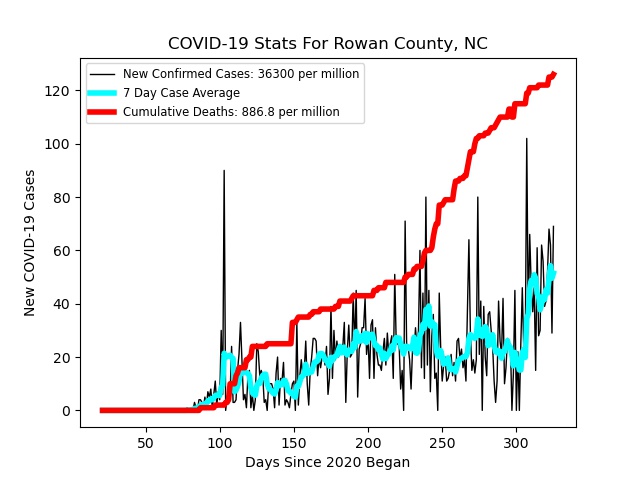 COVID-19 Stats For Rowan County, NC
New Confirmed Cases: 36300 per million
7 Day Case Average
Cumulative Deaths: 886.8 per million
New COVID-19 Cases
120
100
80
60
40
20
0
50 100 150 200 250 300
Days Since 2020 Began